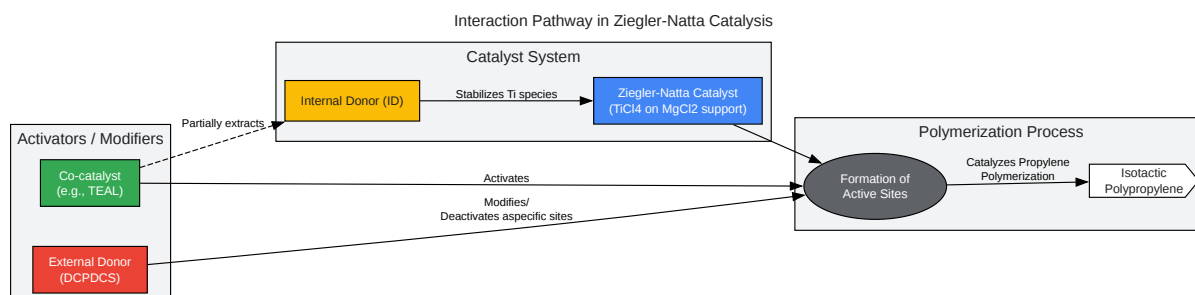 Interaction Pathway in Ziegler-Natta Catalysis
Catalyst System
Internal Donor (ID)
Stabilizes Ti species
Ziegler-Natta Catalyst
(TiCl4 on MgCl2 support)
Partially extracts
Activators / Modifiers
Co-catalyst
(e.g., TEAL)
Activates
Modifies/
Deactivates aspecific sites
External Donor
(DCPDCS)
Polymerization Process
Formation of
Active Sites
Catalyzes Propylene
Polymerization
Isotactic
Polypropylene